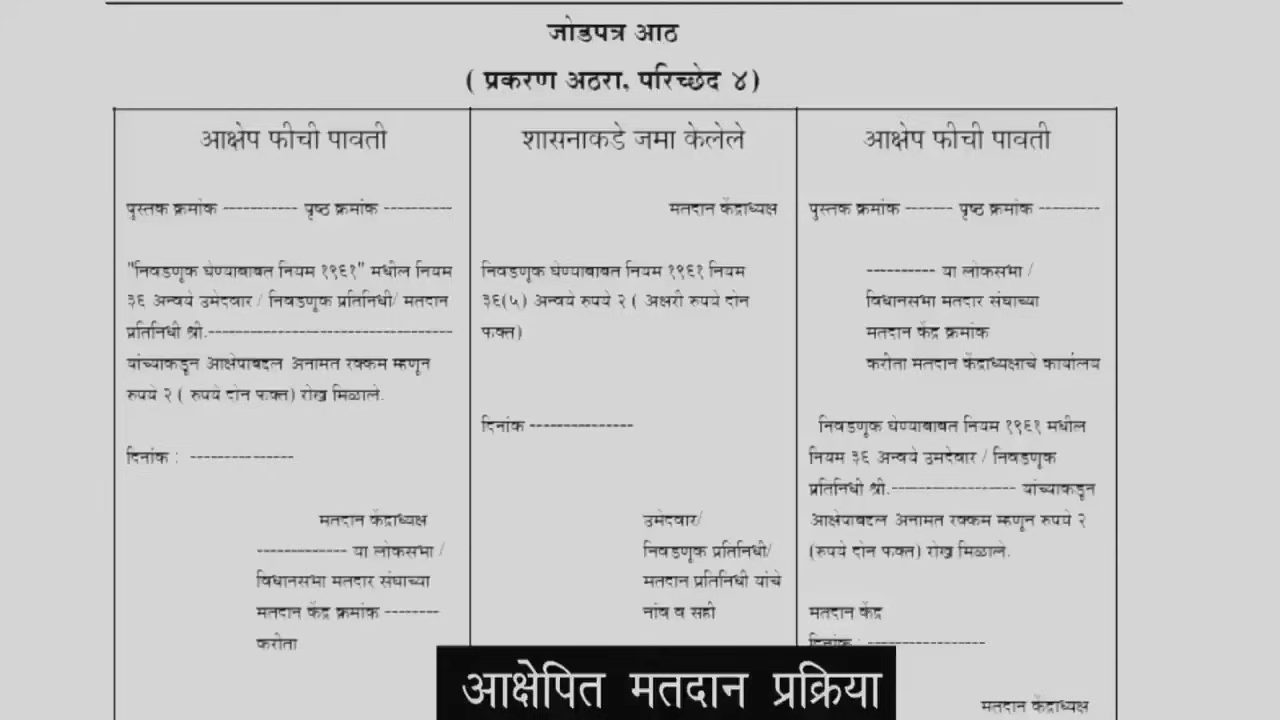 जोडपत्र आठ
( प्रकरण अठरा, परिच्छेद ४)
आक्षेप फीची पावती
पुस्तक क्रमांक ----------- पृष्ठ क्रमांक ----------
"निवडणूक घेण्याबाबत नियम १९६१" मधील नियम
३६ अन्वये उमेदवार / निवडणूक प्रतिनिधी/ मतदान
प्रतिनिधी श्री.------------------------------------
यांच्याकडून आक्षेपाबद्दल अनामत रक्कम म्हणून
रुपये २ ( रुपये दोन फक्त) रोख मिळाले.
दिनांक : ---------------
मतदान केंद्राध्यक्ष
------------- या लोकसभा /
विधानसभा मतदार संघाच्या
मतदान केंद्र क्रमांक --------
करीता
शासनाकडे जमा केलेले
मतदान केंद्राध्यक्ष
निवडणूक घेण्याबाबत नियम १९६१ नियम
३६(५) अन्वये रुपये २ ( अक्षरी रुपये दोन
फक्त)
दिनांक ---------------
उमेदवार/
निवडणूक प्रतिनिधी/
मतदान प्रतिनिधी यांचे
नांव व सही
आक्षेप फीची पावती
पुस्तक क्रमांक ------- पृष्ठ क्रमांक ---------
---------- या लोकसभा /
विधानसभा मतदार संघाच्या
मतदान केंद्र क्रमांक
करीता मतदान केंद्राध्यक्षाचे कार्यालय
निवडणूक घेण्याबाबत नियम १९६१ मधील
नियम ३६ अन्वये उमदेवार / निवडणूक
प्रतिनिधी श्री.------------------ यांच्याकडून
आक्षेपाबद्दल अनामत रक्कम म्हणून रुपये २
(रुपये दोन फक्त) रोख मिळाले.
मतदान केंद्र
दिनांक : -----------------
मतदान केंद्राध्यक्ष
आक्षेपित मतदान प्रक्रिया